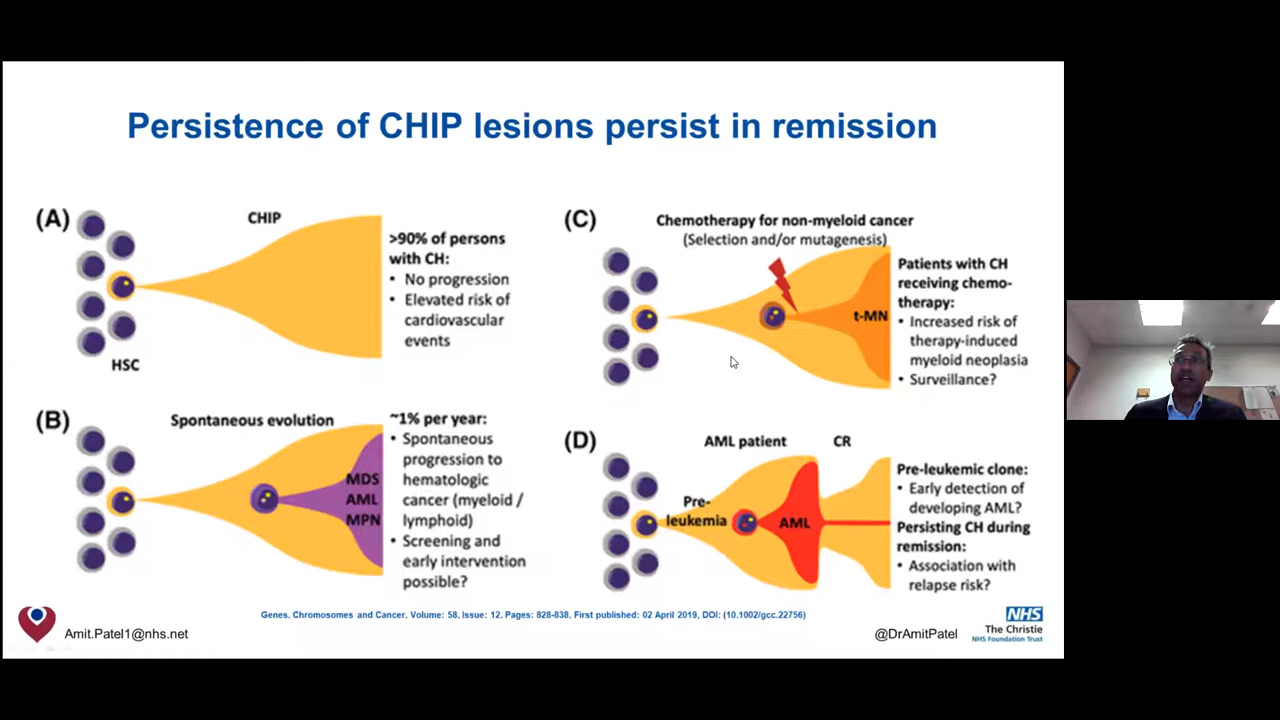 Persistence of CHIP lesions persist in remission
(A)
CHIP
HSC
>90% of persons
with CH:
• No progression
• Elevated risk of
cardiovascular
events
(B)
Spontaneous evolution
MDS
AML
MPN
~1% per year:
• Spontaneous
progression to
hematologic
cancer (myeloid /
lymphoid)
• Screening and
early intervention
possible?
(C)
Chemotherapy for non-myeloid cancer
(Selection and/or mutagenesis)
t-MN
Patients with CH
receiving chemo-
therapy:
• Increased risk of
therapy-induced
myeloid neoplasia
• Surveillance?
(D)
AML patient
CR
Pre-
leukemia
AML
Pre-leukemic clone:
• Early detection of
developing AML?
Persisting CH during
remission:
• Association with
relapse risk?
Genes, Chromosomes and Cancer, Volume: 58, Issue: 12, Pages: 828-838, First published: 02 April 2019, DOI: (10.1002/gcc.22756)
Amit.Patel1@nhs.net
@DrAmitPatel
NHS
The Christie
NHS Foundation Trust